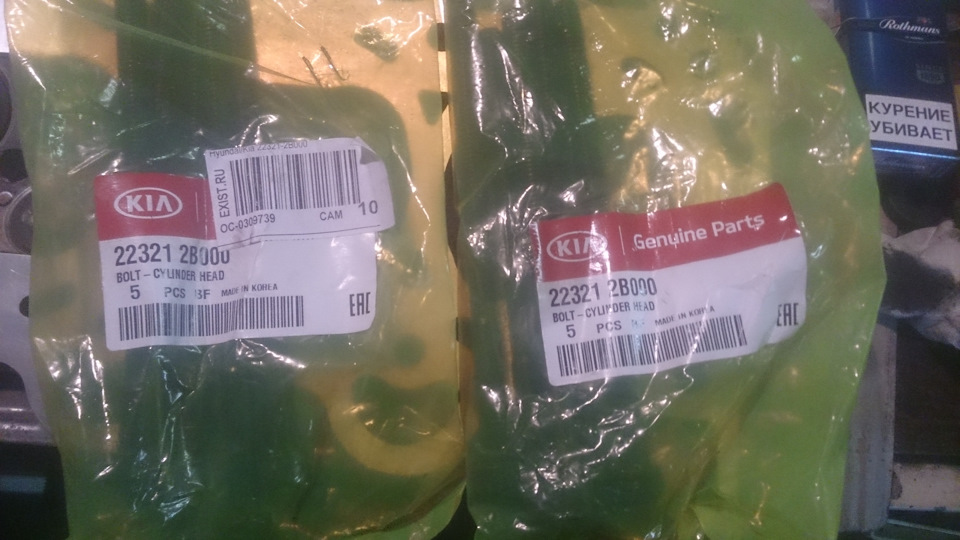 Hyundai/Kia 22321-2B000
EXIST.RU
OC-0309739
CAM 10
KIA
22321 2B000
BOLT-CYLINDER HEAD
5 PCS BF MADE IN KOREA
EAC
KIA Genuine Parts
22321 2B000
BOLT-CYLINDER HEAD
5 PCS MADE IN KOREA
EAC
Rothmans
КУРЕНИЕ
УБИВАЕТ